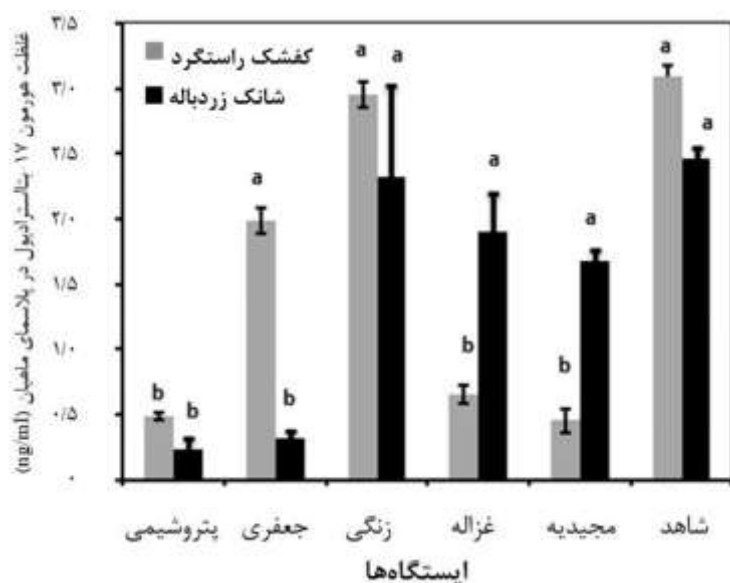 غلظت هورمون ۱۷ بتااسترادیول در پلاسمای ماهیان (ng/ml)
۳/۵
۳/۰
۲/۵
۲/۰
۱/۵
۱/۰
۰/۵
۰
کفشک راستگرد
شانک زردباله
b b
a b
a a
b a
b a
a a
پتروشیمی جعفری زنگی غزاله مجیدیه شاهد
ایستگاه‌ها